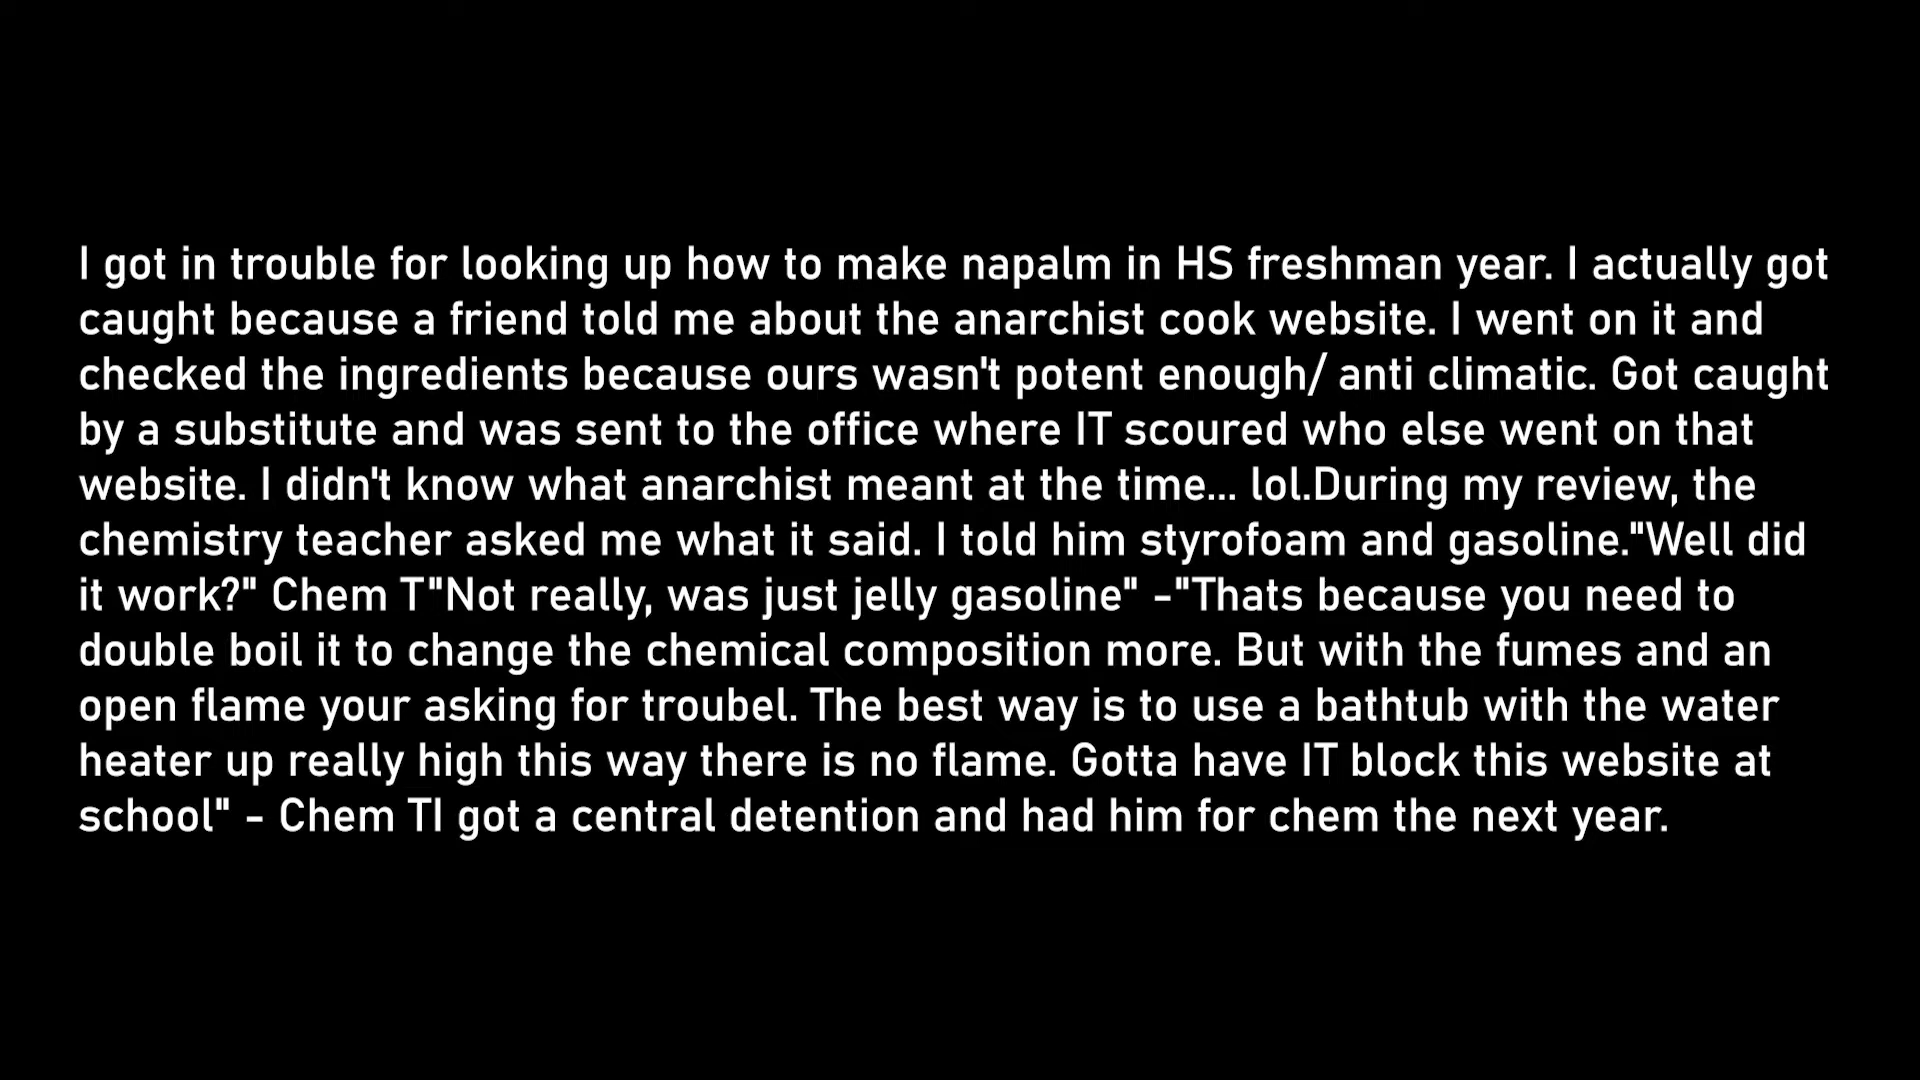 I got in trouble for looking up how to make napalm in HS freshman year. I actually got
caught because a friend told me about the anarchist cook website. I went on it and
checked the ingredients because ours wasn't potent enough/ anti climatic. Got caught
by a substitute and was sent to the office where IT scoured who else went on that
website. I didn't know what anarchist meant at the time... lol.During my review, the
chemistry teacher asked me what it said. I told him styrofoam and gasoline."Well did
it work?" Chem T"Not really, was just jelly gasoline" -"Thats because you need to
double boil it to change the chemical composition more. But with the fumes and an
open flame your asking for troubel. The best way is to use a bathtub with the water
heater up really high this way there is no flame. Gotta have IT block this website at
school" - Chem TI got a central detention and had him for chem the next year.